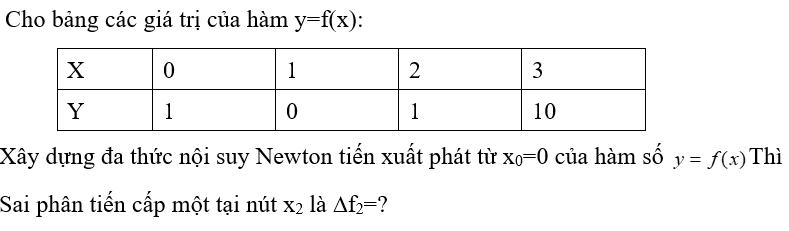 Cho bảng các giá trị của hàm y=f(x):
X 0 1 2 3
Y 1 0 1 10
Xây dựng đa thức nội suy Newton tiến xuất phát từ x₀=0 của hàm số y = f(x) Thì
Sai phân tiến cấp một tại nút x₂ là Δf₂=?